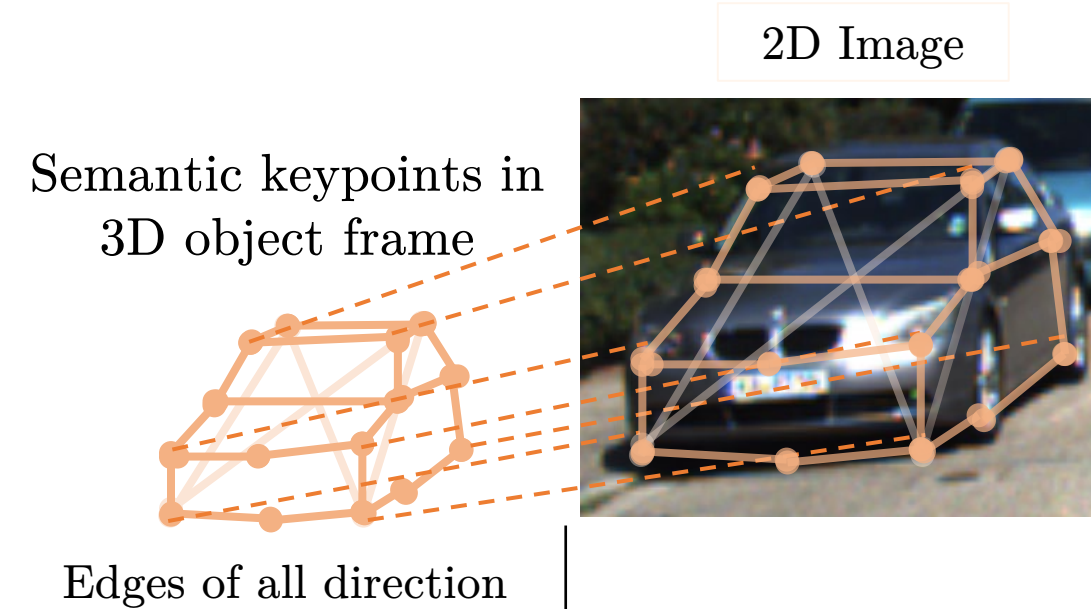 2D Image
Semantic keypoints in
3D object frame
Edges of all direction